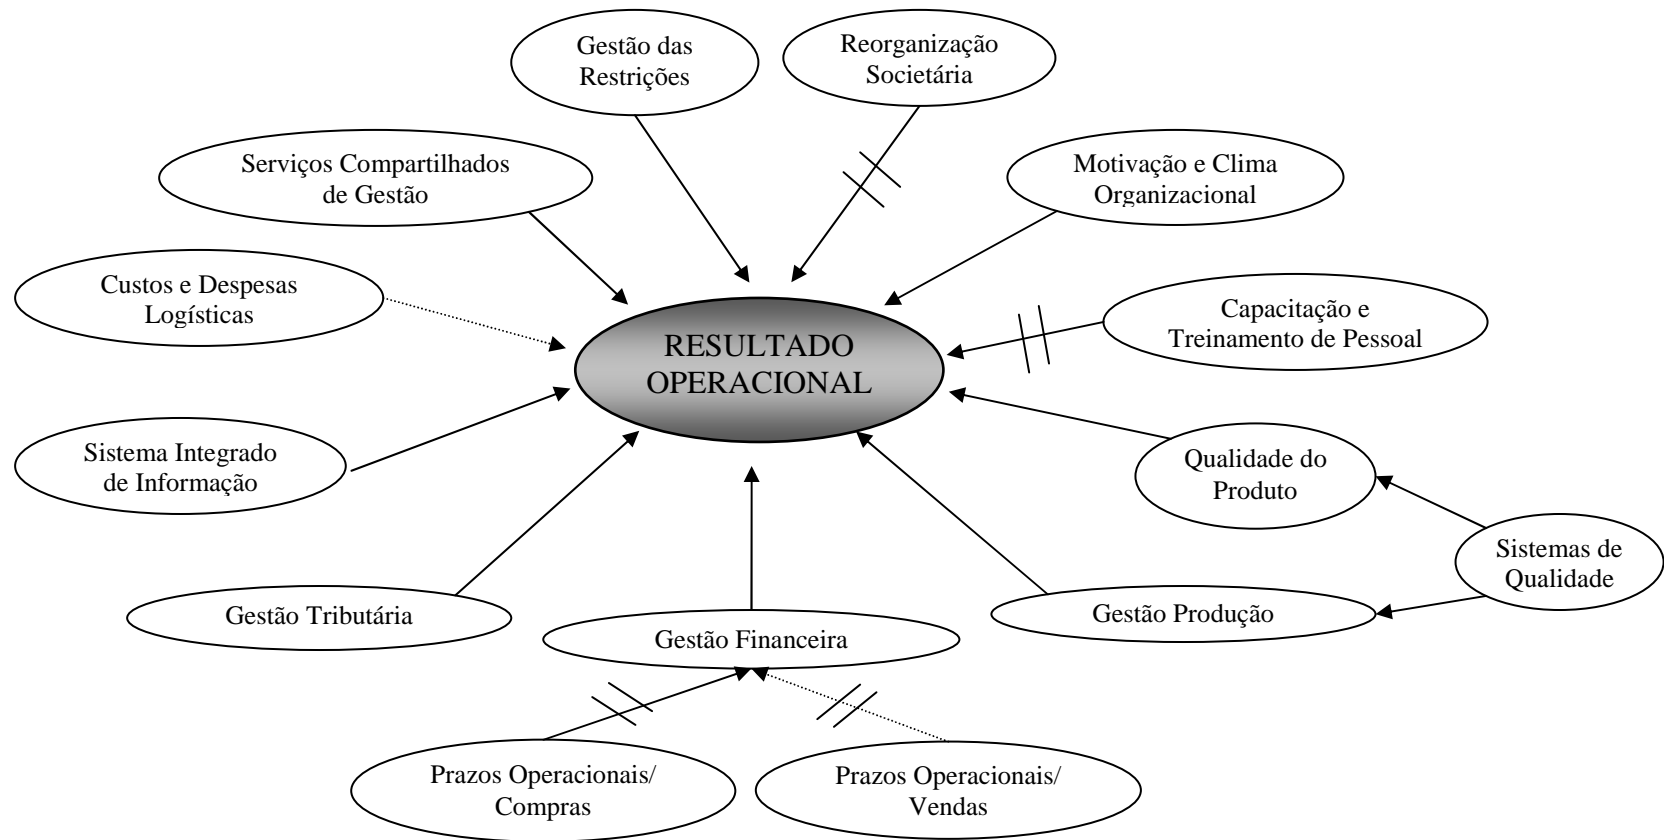 Gestão das
Restrições
Reorganização
Societária
Serviços Compartilhados
de Gestão
Motivação e Clima
Organizacional
Custos e Despesas
Logísticas
Capacitação e
Treinamento de Pessoal
RESULTADO
OPERACIONAL
Sistema Integrado
de Informação
Qualidade do
Produto
Sistemas de
Qualidade
Gestão Tributária
Gestão Financeira
Gestão Produção
Prazos Operacionais/
Compras
Prazos Operacionais/
Vendas